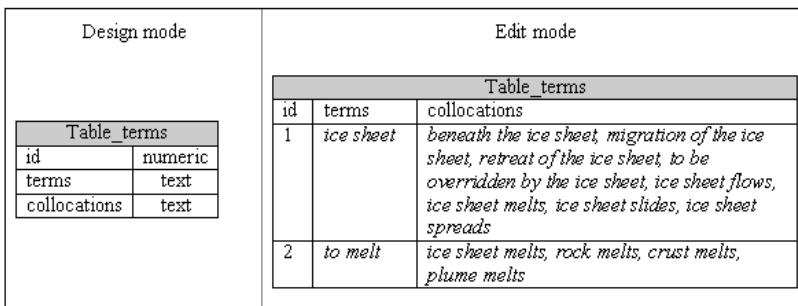 Design mode
Edit mode
Table_terms
id numeric
terms text
collocations text
Table_terms
id terms collocations
1 ice sheet beneath the ice sheet, migration of the ice
sheet, retreat of the ice sheet, to be
overridden by the ice sheet, ice sheet flows,
ice sheet melts, ice sheet slides, ice sheet
spreads
2 to melt ice sheet melts, rock melts, crust melts,
plume melts